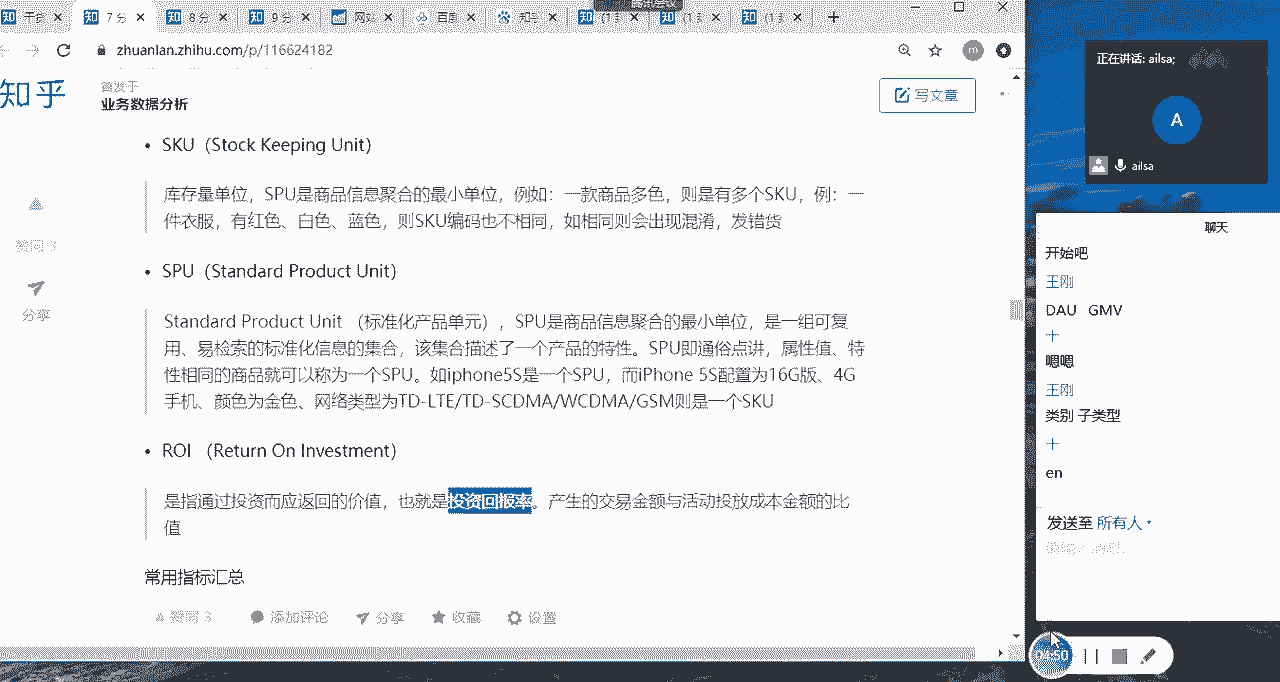 7 分
8 分
9 分
网站
百度
知乎
(1 封
(1 封
(1 封
zhuanlan.zhihu.com/p/116624182
m
知乎
首发于
业务数据分析
写文章
• SKU（Stock Keeping Unit）
库存量单位，SPU是商品信息聚合的最小单位，例如：一款商品多色，则是有多个SKU，例：一
件衣服，有红色、白色、蓝色，则SKU编码也不相同，如相同则会出现混淆，发错货
• SPU（Standard Product Unit）
Standard Product Unit （标准化产品单元），SPU是商品信息聚合的最小单位，是一组可复
用、易检索的标准化信息的集合，该集合描述了一个产品的特性。SPU即通俗点讲，属性值、特
性相同的商品就可以称为一个SPU。如iphone5S是一个SPU，而iPhone 5S配置为16G版、4G
手机、颜色为金色、网络类型为TD-LTE/TD-SCDMA/WCDMA/GSM则是一个SKU
• ROI （Return On Investment）
是指通过投资而应返回的价值，也就是投资回报率。产生的交易金额与活动投放成本金额的比
值
常用指标汇总
赞同 3
分享
赞同 3
添加评论
分享
收藏
设置
腾讯会议
正在讲话: ailsa;
A
ailsa
聊天
开始吧
王刚
DAU GMV
十
嗯嗯
王刚
类别 子类型
十
en
发送至 所有人
04:50